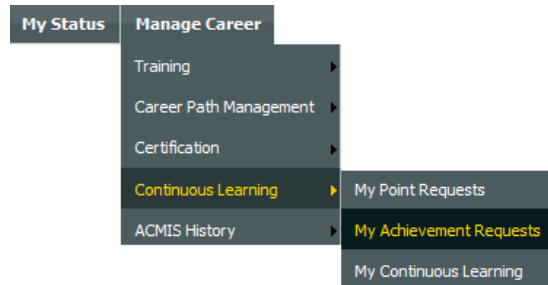 My Status Manage Career
Training
Career Path Management
Certification
Continuous Learning My Point Requests
ACMIS History My Achievement Requests
My Continuous Learning